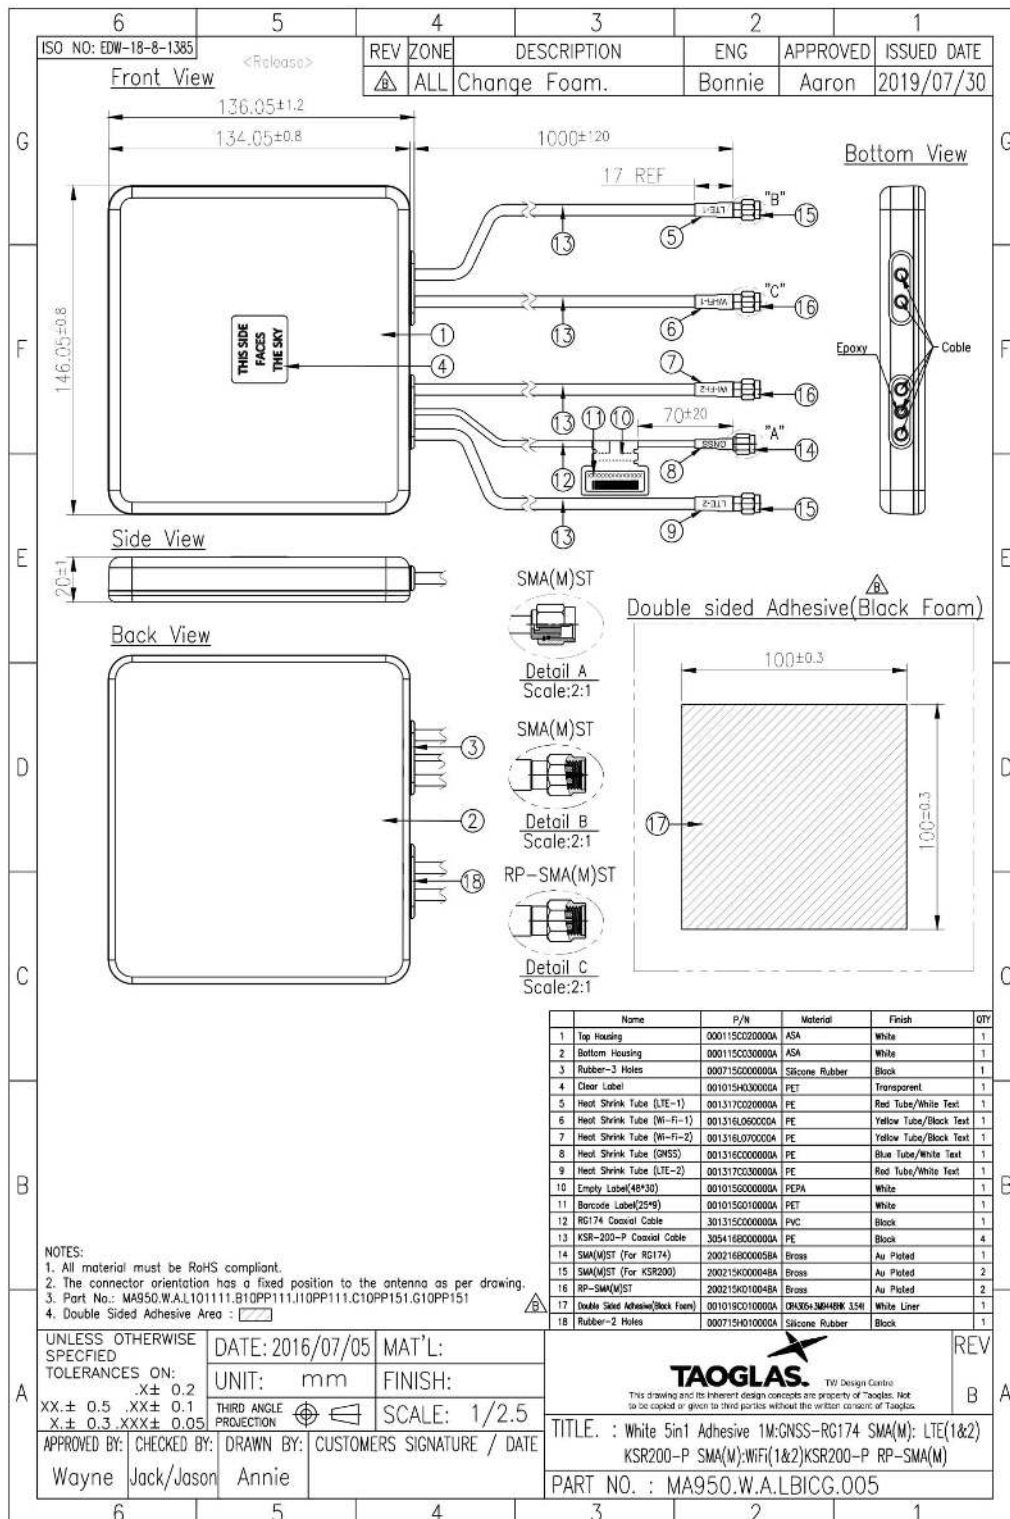 6 5 4 3 2 1
ISO NO: EDW-18-8-1385
<Release>
REV ZONE DESCRIPTION ENG APPROVED ISSUED DATE
B ALL Change Foam. Bonnie Aaron 2019/07/30
Front View
136.05±1.2
134.05±0.8
1000±120
17 REF
Bottom View
G G
146.05±0.8
LTE-1
"B"
5 13 15
Wi-Fi-1
"C"
6 13 16
F F
THIS SIDE
FACES
THE SKY
1
4
Epoxy
Cable
7
Wi-Fi-2
13 16
11 10
70±20
"A"
GNSS
12 8 14
LTE-2
13 9 15
E E
Side View
20±1
SMA(M)ST
Detail A
Scale:2:1
B
Double sided Adhesive(Black Foam)
100±0.3
100±0.3
17
Back View
D D
3
2
18
SMA(M)ST
Detail B
Scale:2:1
RP-SMA(M)ST
Detail C
Scale:2:1
C C
Name P/N Material Finish QTY
1 Top Housing 000115C020000A ASA White 1
2 Bottom Housing 000115C030000A ASA White 1
3 Rubber-3 Holes 000715G000000A Silicone Rubber Black 1
4 Clear Label 001015H030000A PET Transparent 1
5 Heat Shrink Tube (LTE-1) 001317C020000A PE Red Tube/White Text 1
6 Heat Shrink Tube (Wi-Fi-1) 001316L060000A PE Yellow Tube/Black Text 1
7 Heat Shrink Tube (Wi-Fi-2) 001316L070000A PE Yellow Tube/Black Text 1
8 Heat Shrink Tube (GNSS) 001316C000000A PE Blue Tube/White Text 1
9 Heat Shrink Tube (LTE-2) 001317C030000A PE Red Tube/White Text 1
10 Empty Label(48*30) 001015G000000A PEPA White 1
11 Barcode Label(25*9) 001015G010000A PET White 1
12 RG174 Coaxial Cable 301315C000000A PVC Black 1
13 KSR-200-P Coaxial Cable 305416B000000A PE Black 4
14 SMA(M)ST (For RG174) 200216B00005BA Brass Au Plated 1
15 SMA(M)ST (For KSR200) 200215K00004BA Brass Au Plated 2
16 RP-SMA(M)ST 200215K01004BA Brass Au Plated 2
B
17 Double Sided Adhesive(Black Foam) 001019C010000A White Liner 1
18 Rubber-2 Holes 000715H010000A Silicone Rubber Black 1
B B
NOTES:
1. All material must be RoHS compliant.
2. The connector orientation has a fixed position to the antenna as per drawing.
3. Part No.: MA950.W.A.L101111.B10PP111.I10PP111.C10PP151.G10PP151
4. Double Sided Adhesive Area :
UNLESS OTHERWISE
SPECFIED
TOLERANCES ON:
.X± 0.2
XX.± 0.5 .XX± 0.1
X.± 0.3 .XXX± 0.05
DATE: 2016/07/05 MAT'L:
UNIT: mm FINISH:
THIRD ANGLE
PROJECTION
SCALE: 1/2.5
APPROVED BY: CHECKED BY: DRAWN BY: CUSTOMERS SIGNATURE / DATE
Wayne Jack/Jason Annie
A A
TAOGLAS.
TW Design Centre
This drawing and its inherent design concepts are property of Taoglas. Not
to be copied or given to third parties without the written consent of Taoglas.
REV
B
TITLE. : White 5in1 Adhesive 1M:GNSS-RG174 SMA(M): LTE(1&2)
KSR200-P SMA(M):WiFi(1&2)KSR200-P RP-SMA(M)
PART NO. : MA950.W.A.LBICG.005
6 5 4 3 2 1